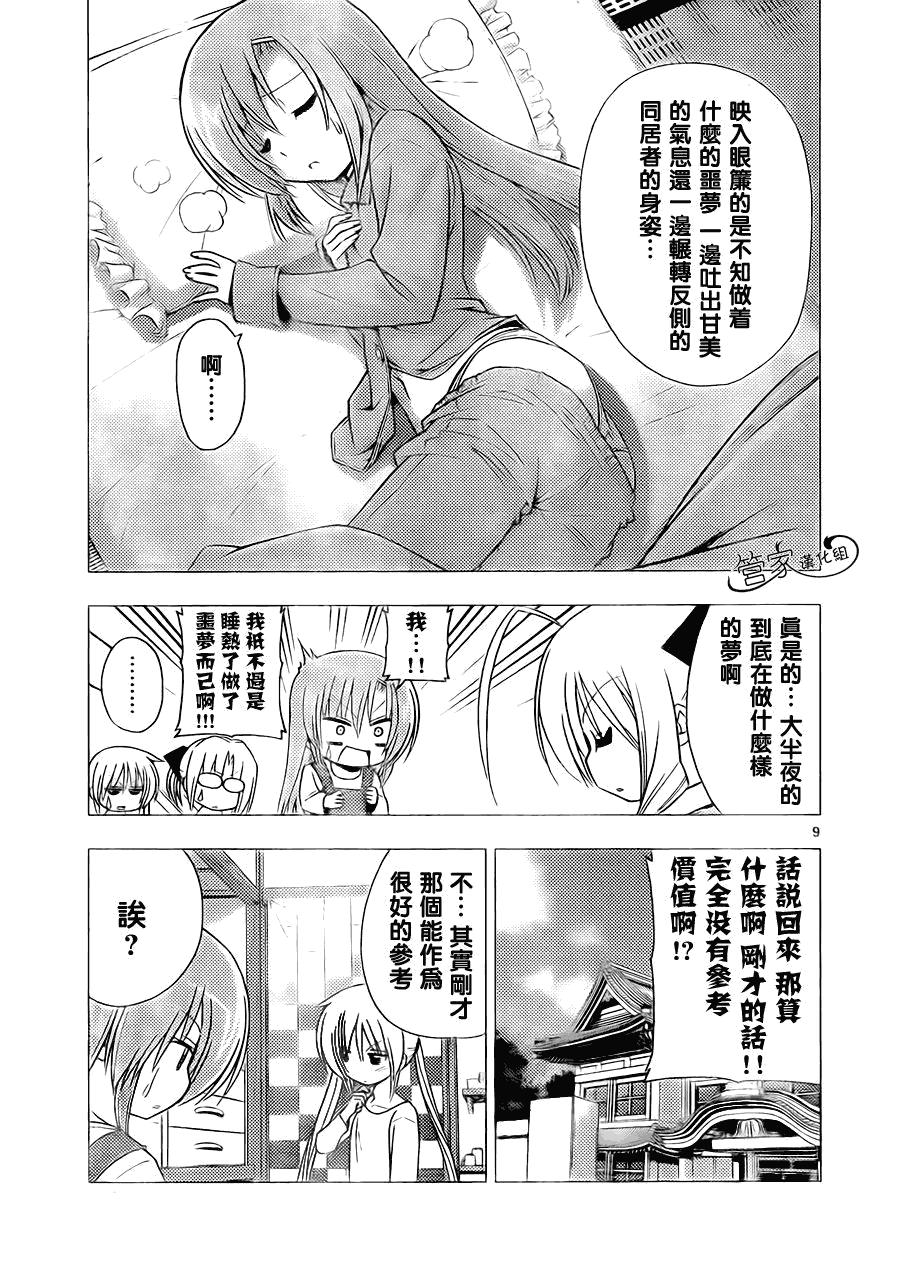 映入眼簾的是不知做着
什麼的噩夢 一邊吐出甘美
的氣息還一邊輾轉反側的
同居者的身姿…
啊……
管家漢化組
真是的… 大半夜的
到底在做什麼樣
的夢啊
我…!!
我衹不過是
睡熱了做了
噩夢而已啊!!!
………
9
話説回來 那算
什麼啊 剛才的話!!
完全没有參考
價值啊!?
不… 其實剛才
那個能作爲
很好的參考
誒?